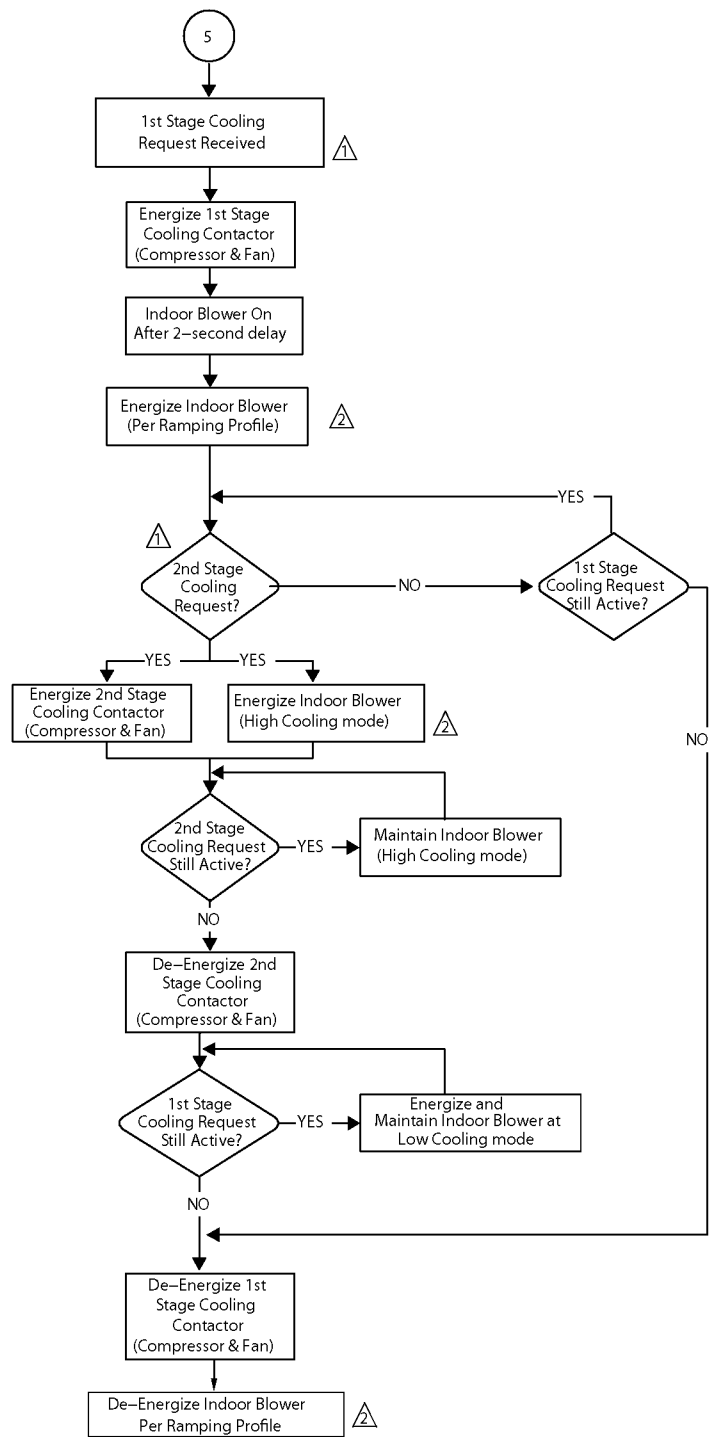 5
1st Stage Cooling
Request Received
1
Energize 1st Stage
Cooling Contactor
(Compressor & Fan)
Indoor Blower On
After 2–second delay
Energize Indoor Blower
(Per Ramping Profile)
2
YES
1
2nd Stage
Cooling
Request?
NO
1st Stage
Cooling Request
Still Active?
YES
YES
Energize 2nd Stage
Cooling Contactor
(Compressor & Fan)
Energize Indoor Blower
(High Cooling mode)
2
NO
2nd Stage
Cooling Request
Still Active?
YES
Maintain Indoor Blower
(High Cooling mode)
NO
De–Energize 2nd
Stage Cooling
Contactor
(Compressor & Fan)
1st Stage
Cooling Request
Still Active?
YES
Energize and
Maintain Indoor Blower at
Low Cooling mode
NO
De–Energize 1st
Stage Cooling
Contactor
(Compressor & Fan)
De–Energize Indoor Blower
Per Ramping Profile
2